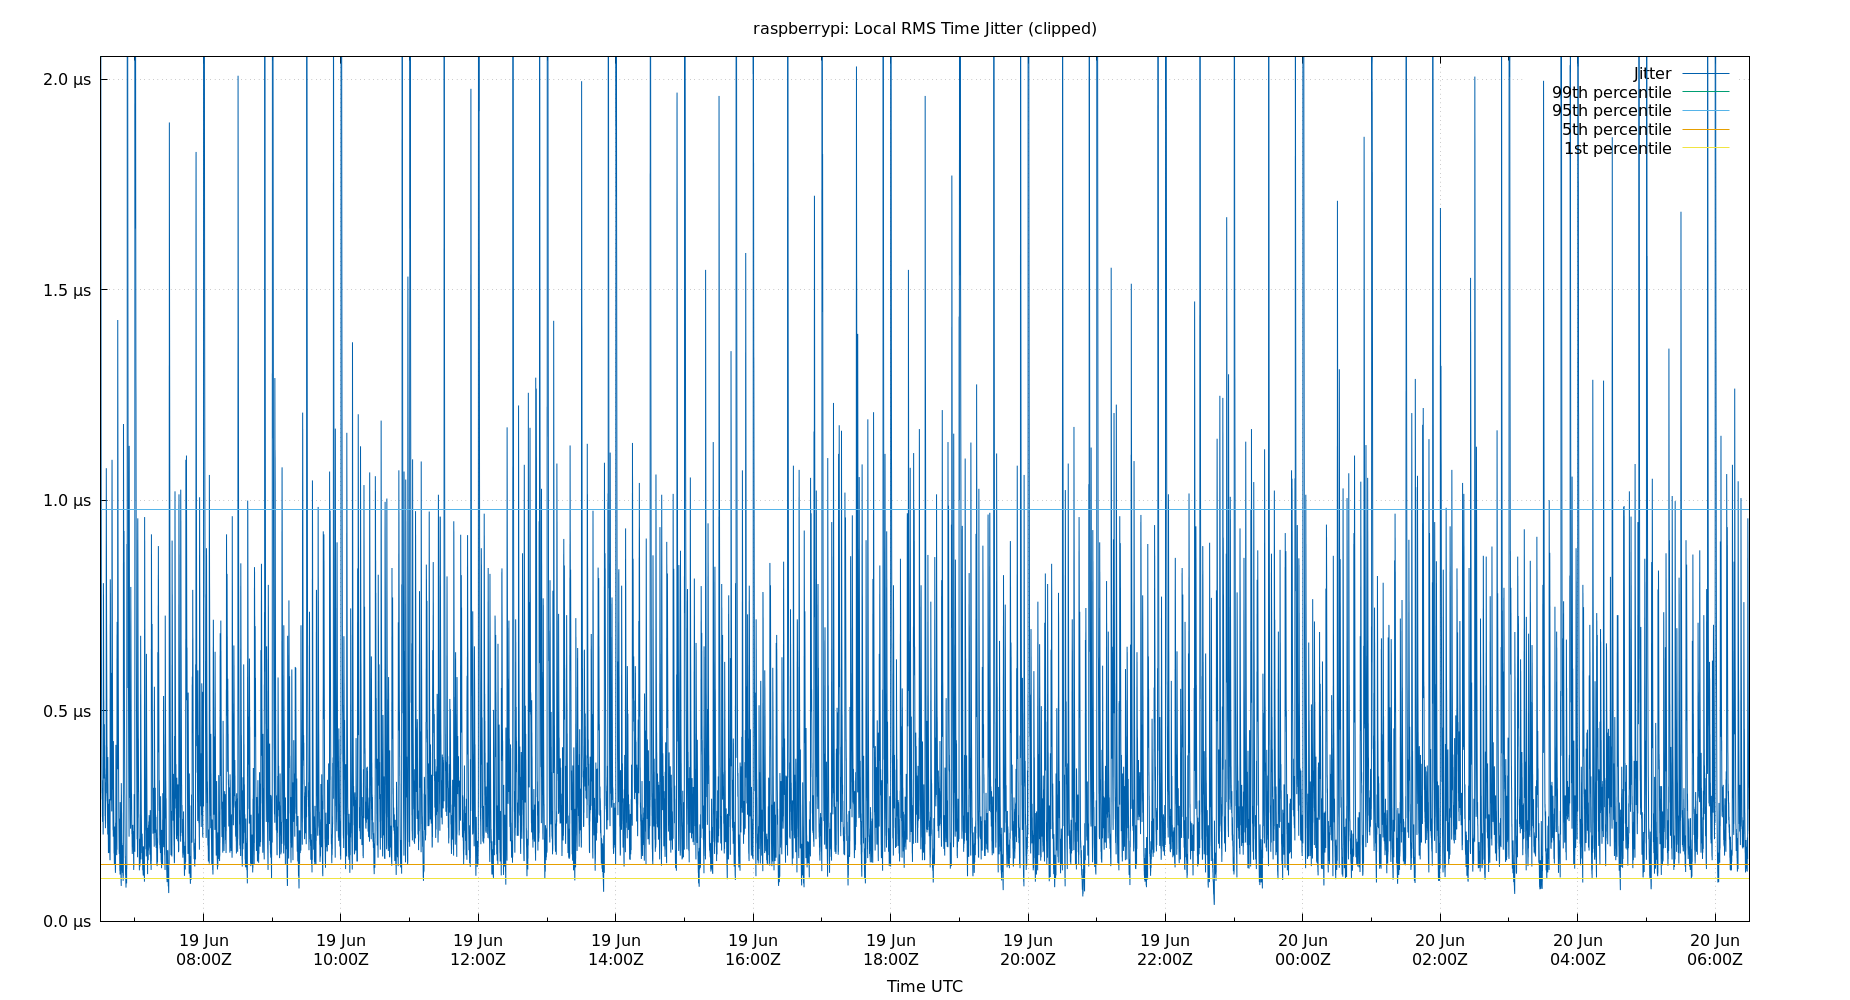 raspberrypi: Local RMS Time Jitter (clipped)
2.0 µs
1.5 µs
1.0 µs
0.5 µs
0.0 µs
Jitter
99th percentile
95th percentile
5th percentile
1st percentile
19 Jun 19 Jun 19 Jun 19 Jun 19 Jun 19 Jun 19 Jun 19 Jun 20 Jun 20 Jun 20 Jun 20 Jun
08:00Z 10:00Z 12:00Z 14:00Z 16:00Z 18:00Z 20:00Z 22:00Z 00:00Z 02:00Z 04:00Z 06:00Z
Time UTC